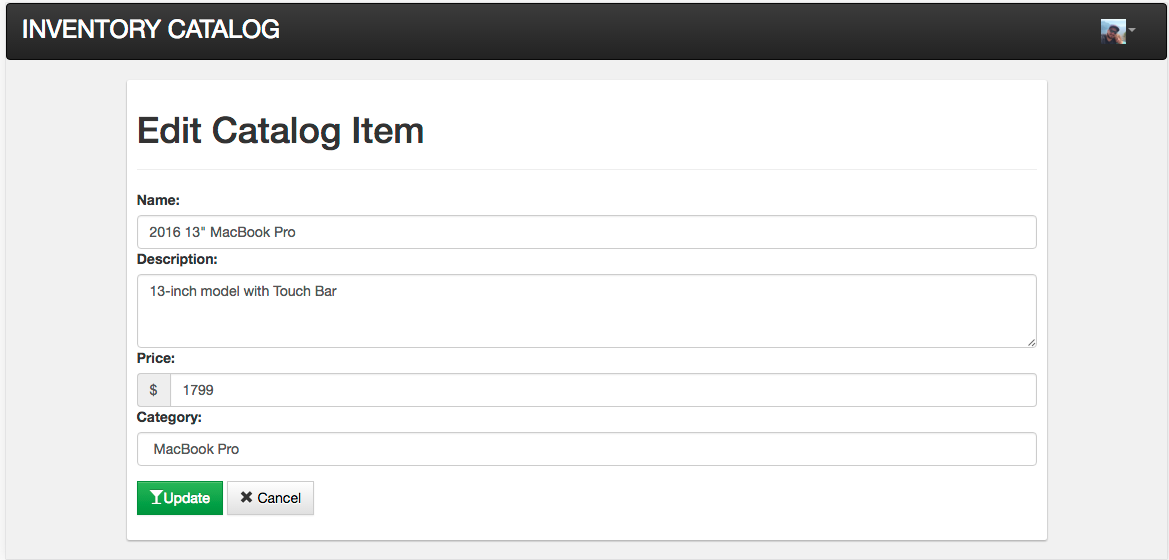 INVENTORY CATALOG
Edit Catalog Item
Name:
2016 13" MacBook Pro
Description:
13-inch model with Touch Bar
Price:
$ 1799
Category:
MacBook Pro
Update Cancel